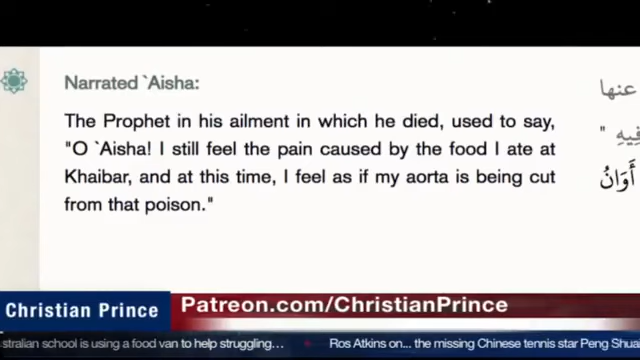 Narrated `Aisha:
عنها
The Prophet in his ailment in which he died, used to say,
"O `Aisha! I still feel the pain caused by the food I ate at
فِيهِ "
Khaibar, and at this time, I feel as if my aorta is being cut
أَوَانُ
from that poison."
Christian Prince
Patreon.com/ChristianPrince
stralian school is using a food van to help struggling...
Ros Atkins on... the missing Chinese tennis star Peng Shua